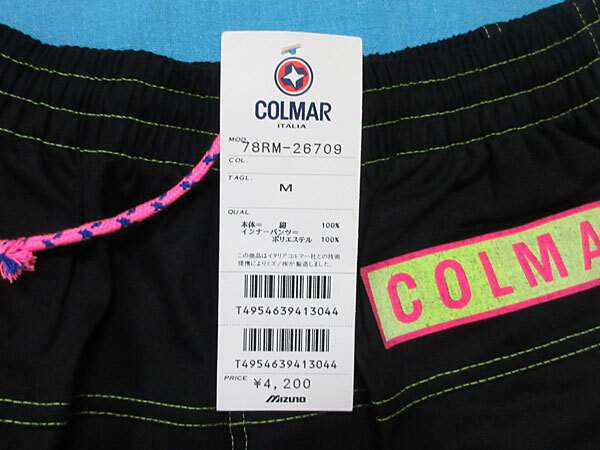 COLMAR
ITALIA
MOD. 78RM-26709
COL.
TAGL. M
QUAL.
本体= 綿 100%
インナーパンツ=
ポリエステル 100%
この商品はイタリアコルマー社との技術
提携によりミズノ㈱が製造しました。
T4954639413044
T4954639413044
PRICE ¥4,200
MIZUNO
COLMA